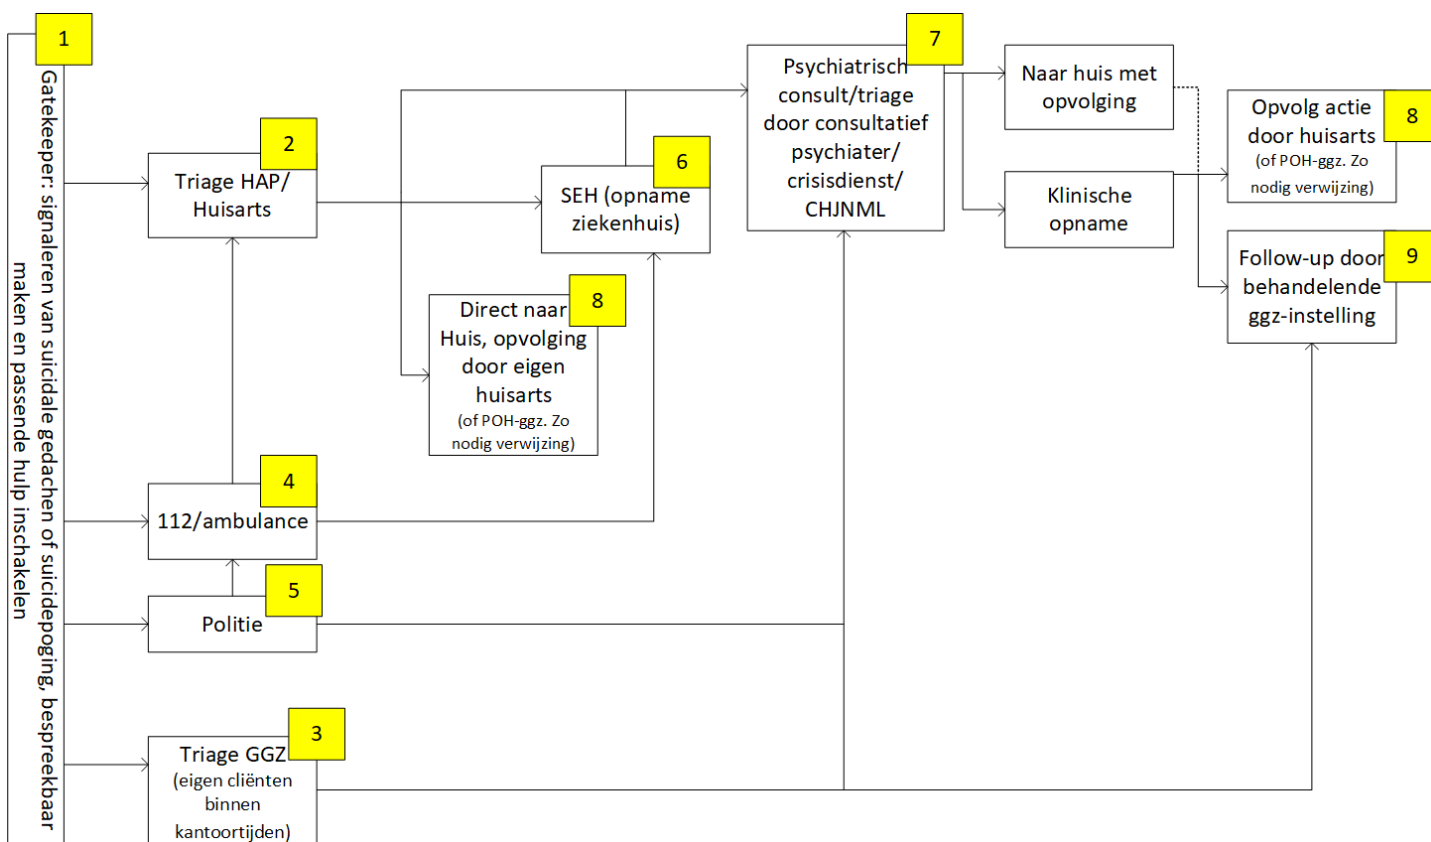 1
Gatekeeper: signaleren van suicidale gedachen of suicidepoging, bespreekbaar
maken en passende hulp inschakelen
2
Triage HAP/
Huisarts
4
112/ambulance
5
Politie
3
Triage GGZ
(eigen cliënten
binnen
kantoortijden)
6
SEH (opname
ziekenhuis)
8
Direct naar
Huis, opvolging
door eigen
huisarts
(of POH-ggz. Zo
nodig verwijzing)
7
Psychiatrisch
consult/triage
door consultatief
psychiater/
crisisdienst/
CHJNML
Naar huis met
opvolging
Klinische
opname
8
Opvolg actie
door huisarts
(of POH-ggz. Zo
nodig verwijzing)
9
Follow-up door
behandelende
ggz-instelling